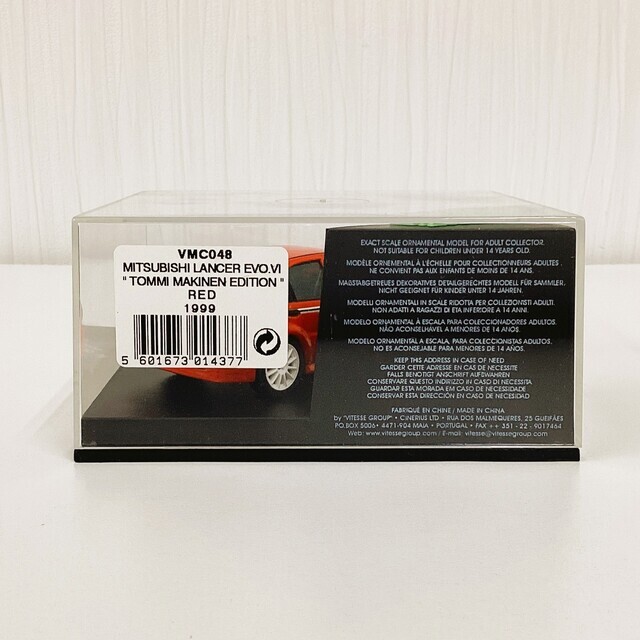 VMC048
MITSUBISHI LANCER EVO.VI
" TOMMI MAKINEN EDITION "
RED
1999
5 601673 014377
EXACT SCALE ORNAMENTAL MODEL FOR ADULT COLLECTOR.
NOT SUITABLE FOR CHILDREN UNDER 14 YEARS OLD.
MODÈLE ORNEMENTAL À L'ÉCHELLE POUR COLLECTIONNEURS ADULTES.
NE CONVIENT PAS AUX ENFANTS DE MOINS DE 14 ANS.
MAßSTABGETREUES DEKORATIVES DETAILGERECHTES MODELL FÜR SAMMLER.
NICHT GEEIGNET FÜR KINDER UNTER 14 JAHREN.
MODELLI ORNAMENTALI IN SCALE RIDOTTA PER COLLEZIONISTI ADULTI.
NON ADATTI A RAGAZZI DI ETA INFERIORE A 14 ANNI.
MODELO ORNAMENTAL À ESCALA PARA COLECCIONADORES ADULTOS.
NÃO ACONSELHAVEL A MENORES DE 14 ANOS.
MODELO ORNAMENTAL A ESCALA, PARA COLECCIONISTAS ADULTOS.
NO ES ACONSEJABLE PARA MENORES DE 14 AÑOS.
KEEP THIS ADDRESS IN CASE OF NEED
GARDER CETTE ADRESSE EN CAS DE NECESSITE
FALLS BENOTIGT ANSCHRIFT AUFZWAHREN
CONSERVARE QUESTO INDIRIZZO IN CASO DI NECESSITA
GUARDAR ESTA MORADA EM CASO DE NECESSIDADE
CONSERVAR ESTA DIRECCIÓN EN CASO DE NECESIDAD
FABRIQUÉ EN CHINE / MADE IN CHINA
by "VITESSE GROUP" • CINERIUS LTD • RUA DOS MALMEQUERES, 25 GUEIFÃES
PO.BOX 5006 • 4471-904 MAIA • PORTUGAL • FAX ++ 351 - 22 - 9017464
Web: www.vitessegroup.com / E-mail: vitesse@vitessegroup.com